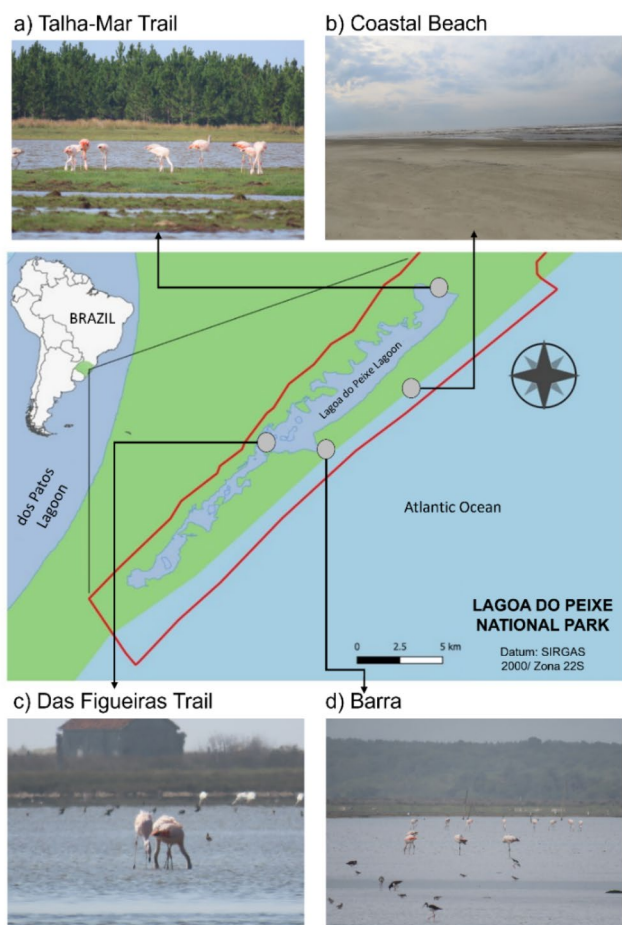 a) Talha-Mar Trail
b) Coastal Beach
BRAZIL
Lagoa do Peixe Lagoon
dos Patos
Lagoon
Atlantic Ocean
LAGOA DO PEIXE
NATIONAL PARK
Datum: SIRGAS
2000/ Zona 22S
0 2.5 5 km
c) Das Figueiras Trail
d) Barra